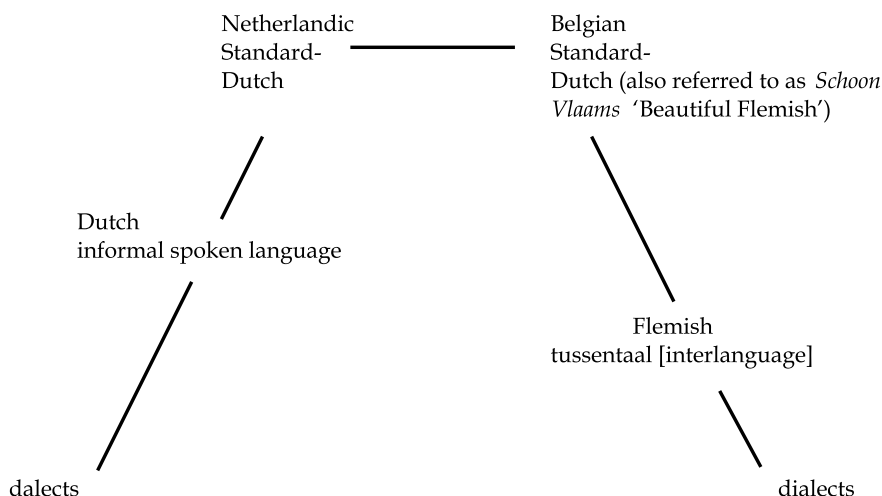 Netherlandic
Standard-
Dutch
Belgian
Standard-
Dutch (also referred to as Schoon
Vlaams 'Beautiful Flemish')
Dutch
informal spoken language
Flemish
tussentaal [interlanguage]
dalects
dialects